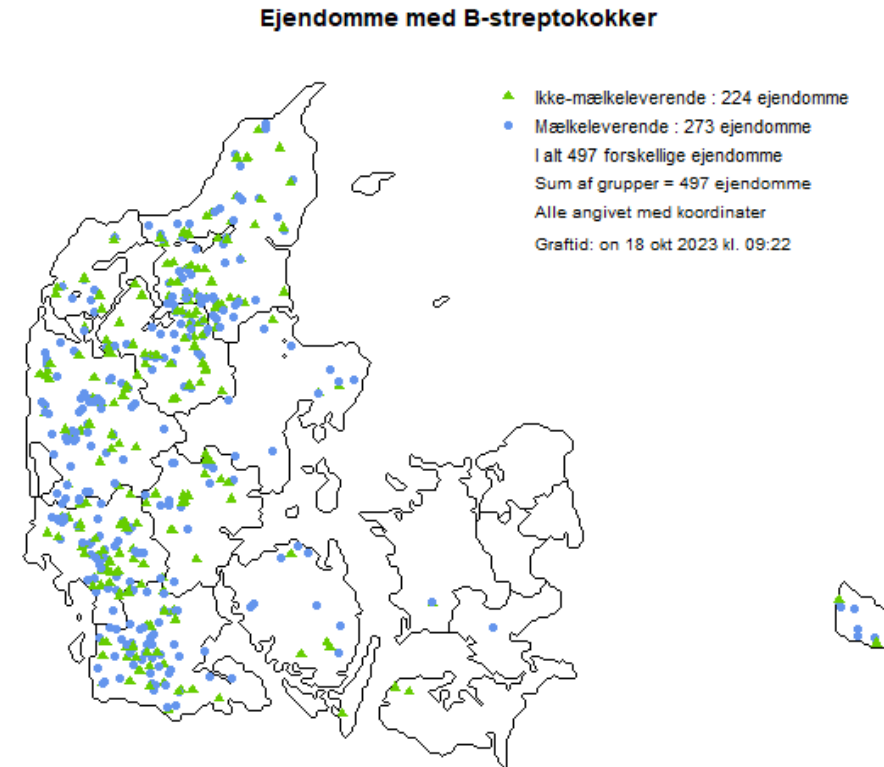 Ejendomme med B-streptokokker
Ikke-mælkeleverende : 224 ejendomme
Mælkeleverende : 273 ejendomme
I alt 497 forskellige ejendomme
Sum af grupper = 497 ejendomme
Alle angivet med koordinater
Graftid: on 18 okt 2023 kl. 09:22